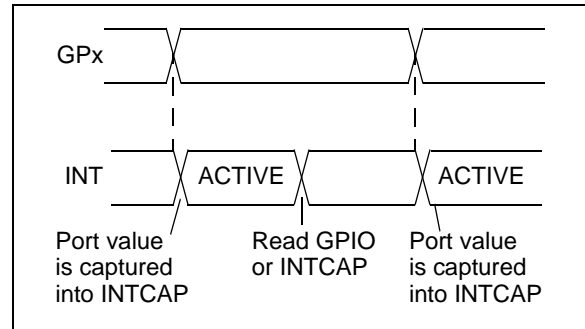 GPx
INT
ACTIVE
ACTIVE
Port value
is captured
into INTCAP
Read GPIO
or INTCAP
Port value
is captured
into INTCAP